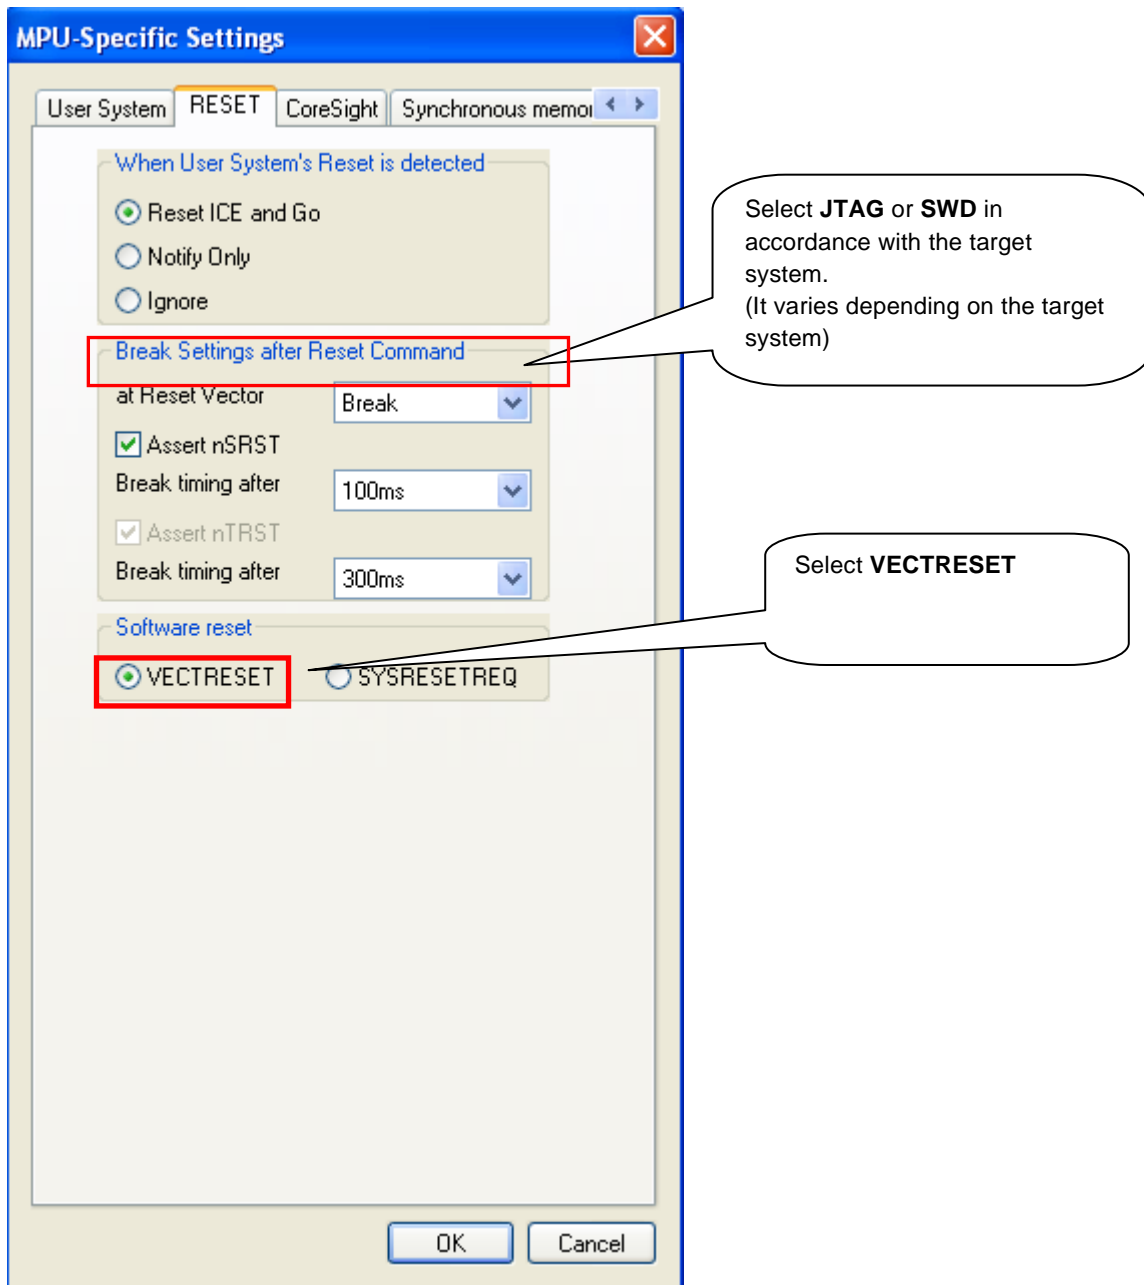 MPU-Specific Settings
User System
RESET
CoreSight
Synchronous memor
When User System's Reset is detected
Reset ICE and Go
Notify Only
Ignore
Break Settings after Reset Command
at Reset Vector
Break
Assert nSRST
Break timing after
100ms
Assert nTRST
Break timing after
300ms
Software reset
VECTRESET
SYSRESETREQ
OK
Cancel
Select JTAG or SWD in
accordance with the target
system.
(It varies depending on the target
system)
Select VECTRESET